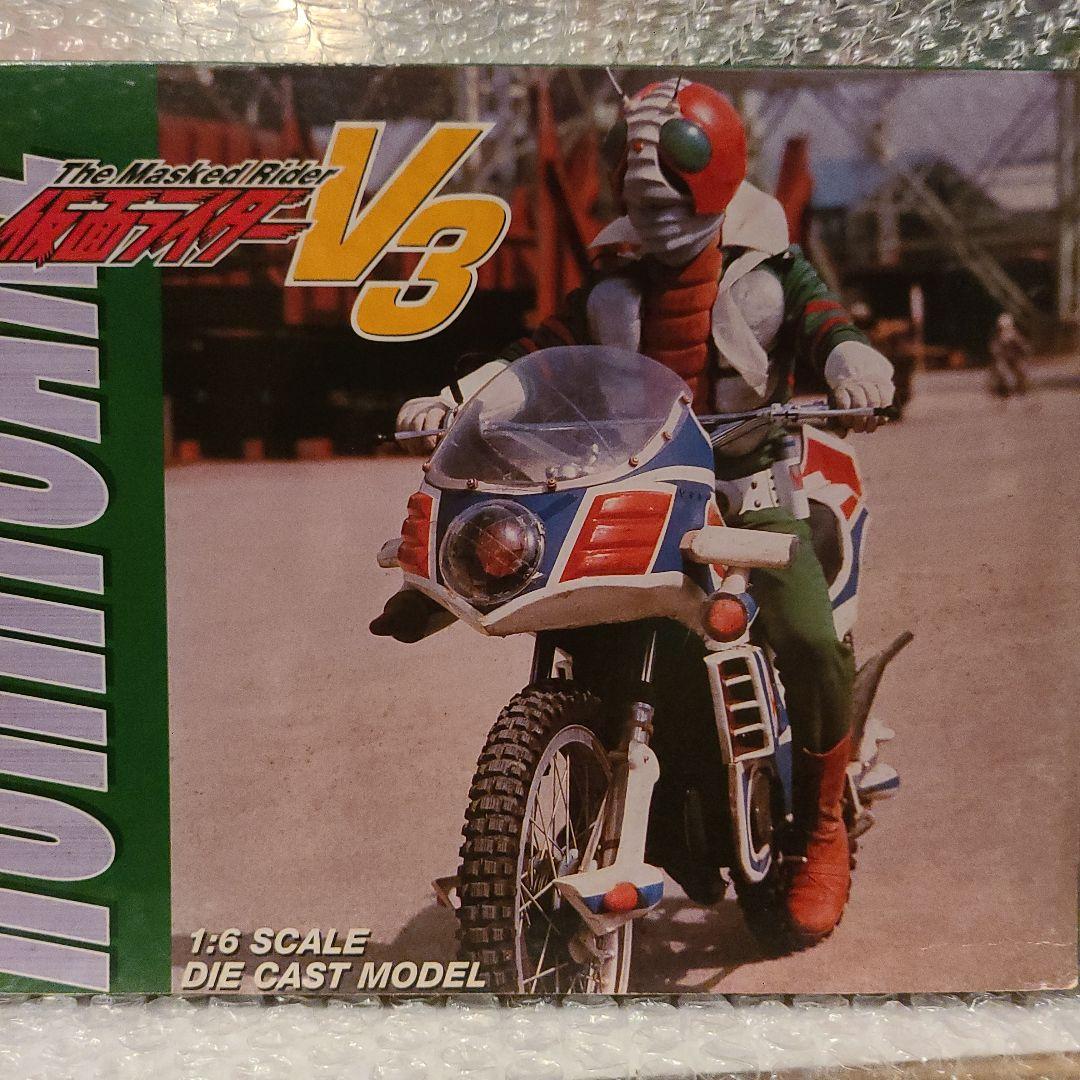 The Masked Rider
仮面ライダー V3
1:6 SCALE
DIE CAST MODEL